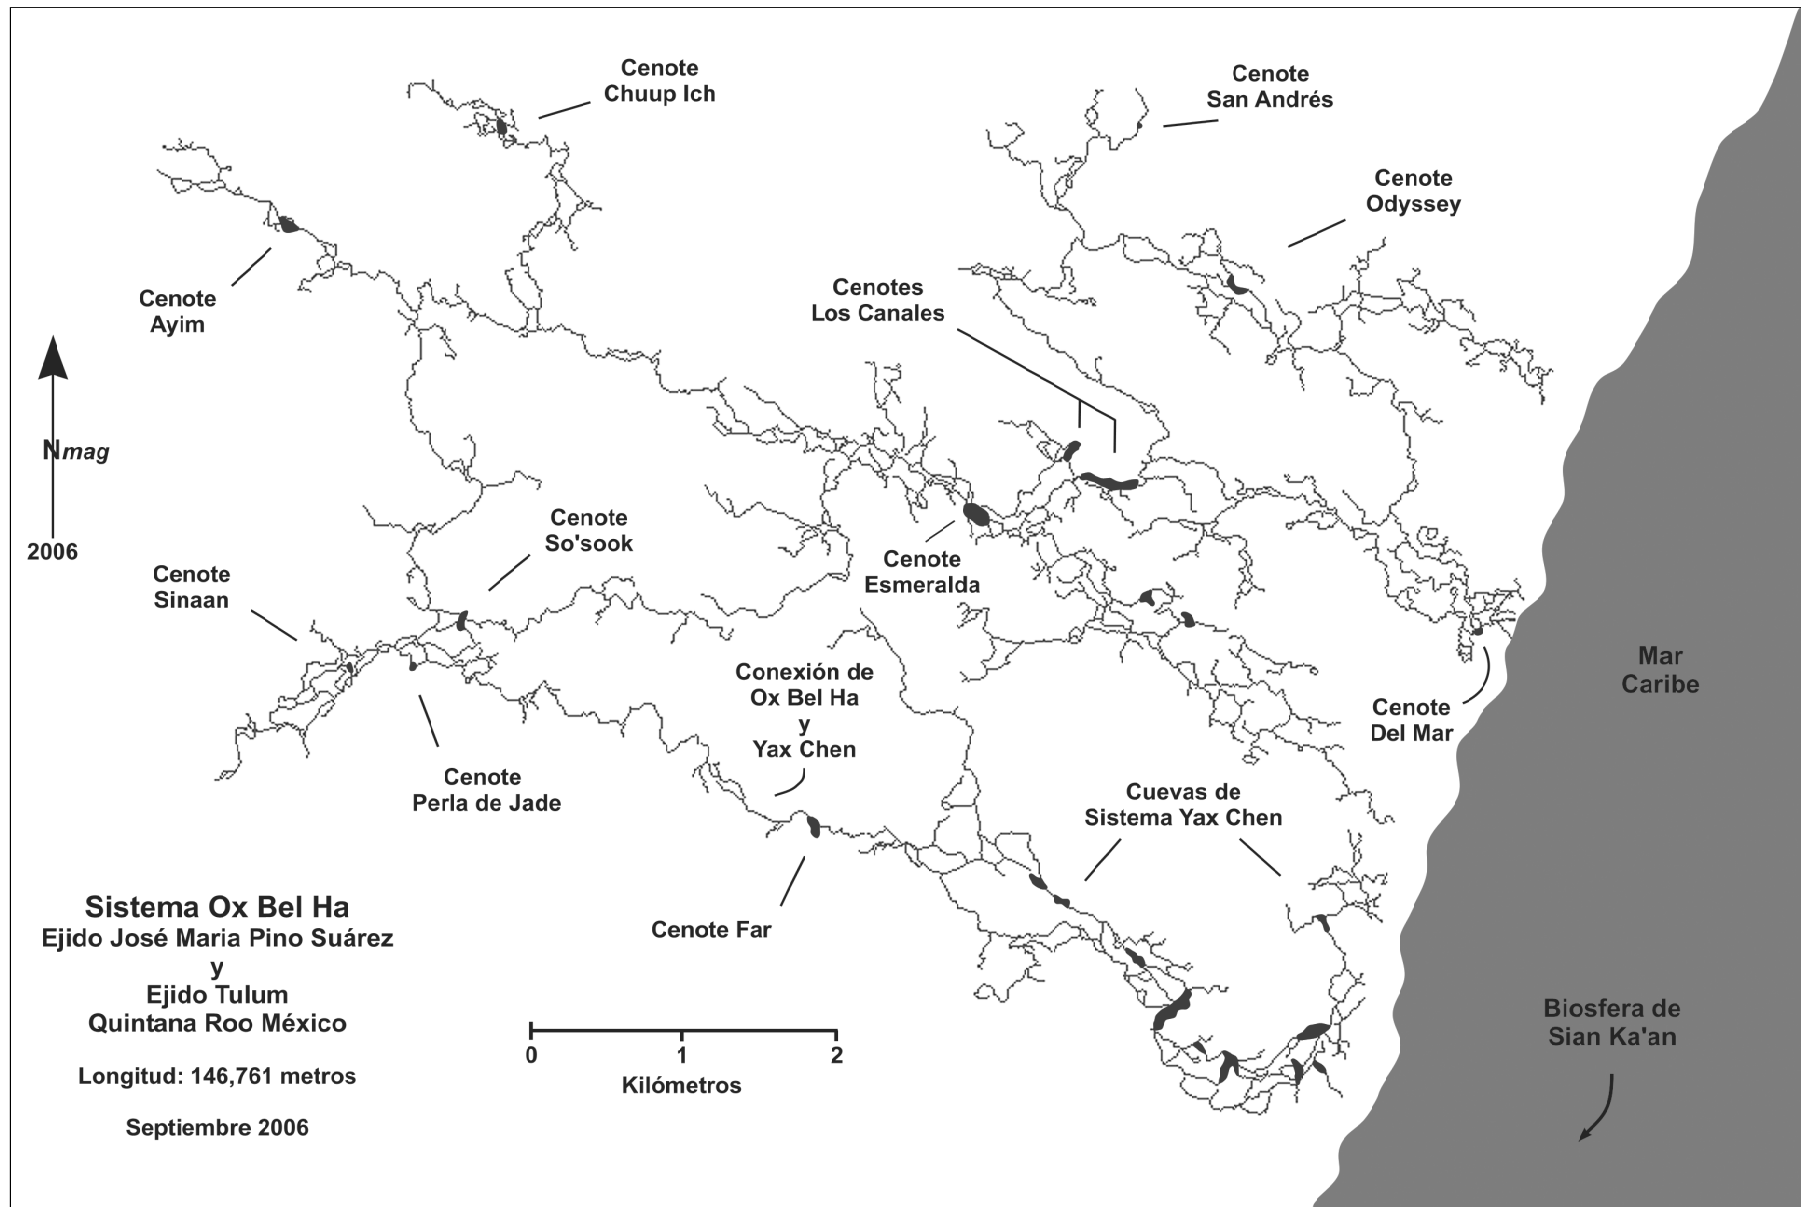 Cenote
Chuup Ich
Cenote
San Andrés
Cenote
Odyssey
Cenote
Ayim
Cenotes
Los Canales
Nmag
2006
Cenote
So'sook
Cenote
Sinaan
Cenote
Esmeralda
Conexión de
Ox Bel Ha
y
Yax Chen
Mar
Caribe
Cenote
Del Mar
Cenote
Perla de Jade
Cuevas de
Sistema Yax Chen
Cenote Far
Sistema Ox Bel Ha
Ejido José Maria Pino Suárez
y
Ejido Tulum
Quintana Roo México
Longitud: 146,761 metros
Septiembre 2006
0 1 2
Kilómetros
Biosfera de
Sian Ka'an